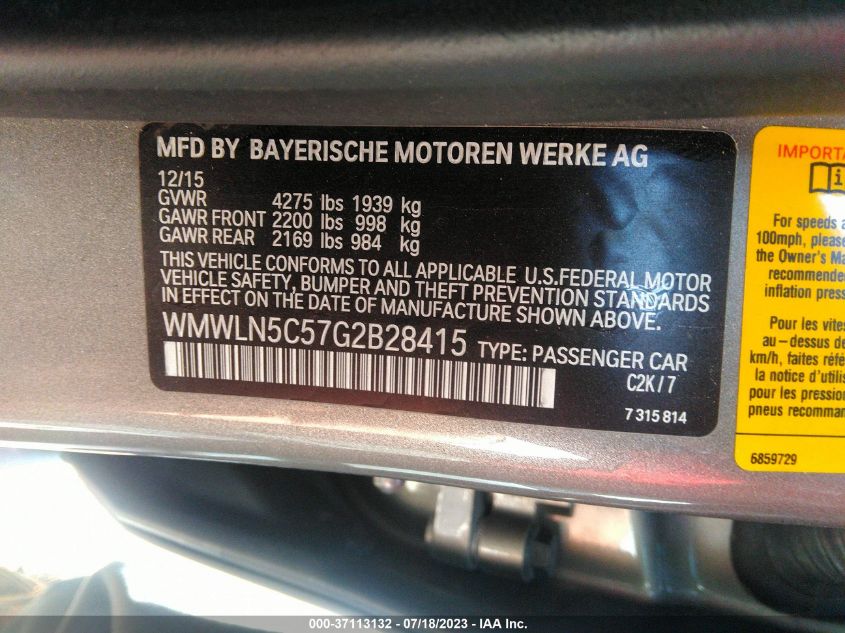 MFD BY BAYERISCHE MOTOREN WERKE AG
12/15
GVWR 4275 lbs 1939 kg
GAWR FRONT 2200 lbs 998 kg
GAWR REAR 2169 lbs 984 kg
THIS VEHICLE CONFORMS TO ALL APPLICABLE U.S.FEDERAL MOTOR
VEHICLE SAFETY, BUMPER AND THEFT PREVENTION STANDARDS
IN EFFECT ON THE DATE OF MANUFACTURE SHOWN ABOVE.
WMWLN5C57G2B28415 TYPE: PASSENGER CAR
C2K / 7
7 315 814
IMPORTA
i
For speeds a
100mph, please
the Owner's Ma
recommende
inflation press
Pour les vites
au-dessus de
km/h, faites réfé
la notice d'util
pour les pression
pneus recomman
6859729
000-37113132 - 07/18/2023 - IAA Inc.